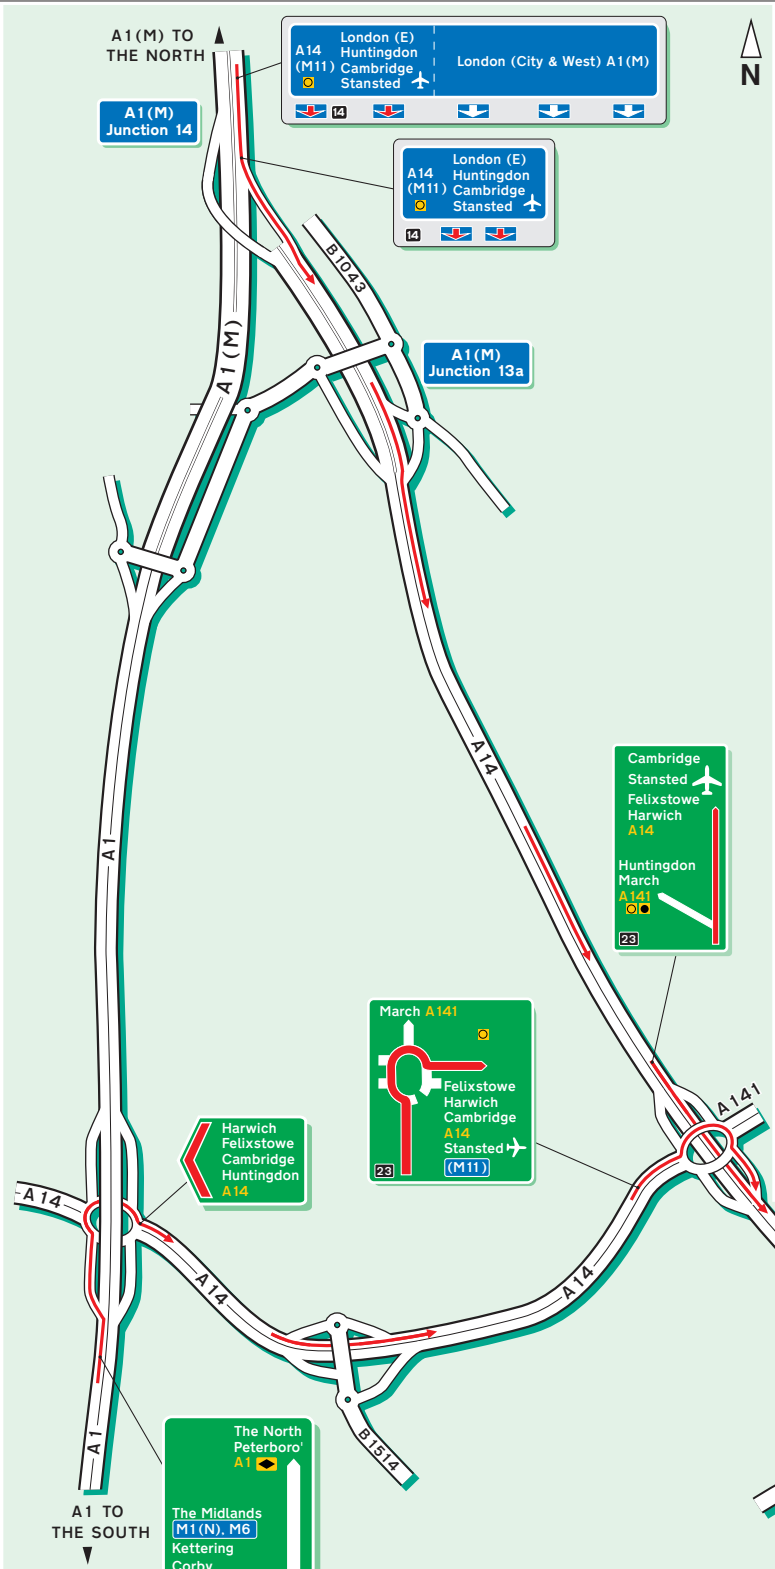 A1(M) TO
THE NORTH
A1(M)
Junction 14
A14
(M11)
London (E)
Huntingdon
Cambridge
Stansted
London (City & West) A1(M)
14
N
A14
(M11)
London (E)
Huntingdon
Cambridge
Stansted
14
B1043
A1(M)
A1(M)
Junction 13a
A14
A1
Cambridge
Stansted
Felixstowe
Harwich
A14
Huntingdon
March
A141
23
March A141
Felixstowe
Harwich
Cambridge
A14
Stansted
(M11)
23
A141
Harwich
Felixstowe
Cambridge
Huntingdon
A14
A14
A14
A14
B1514
A1
A1 TO
THE SOUTH
The North
Peterboro'
A1
The Midlands
M1(N), M6
Kettering
Corby